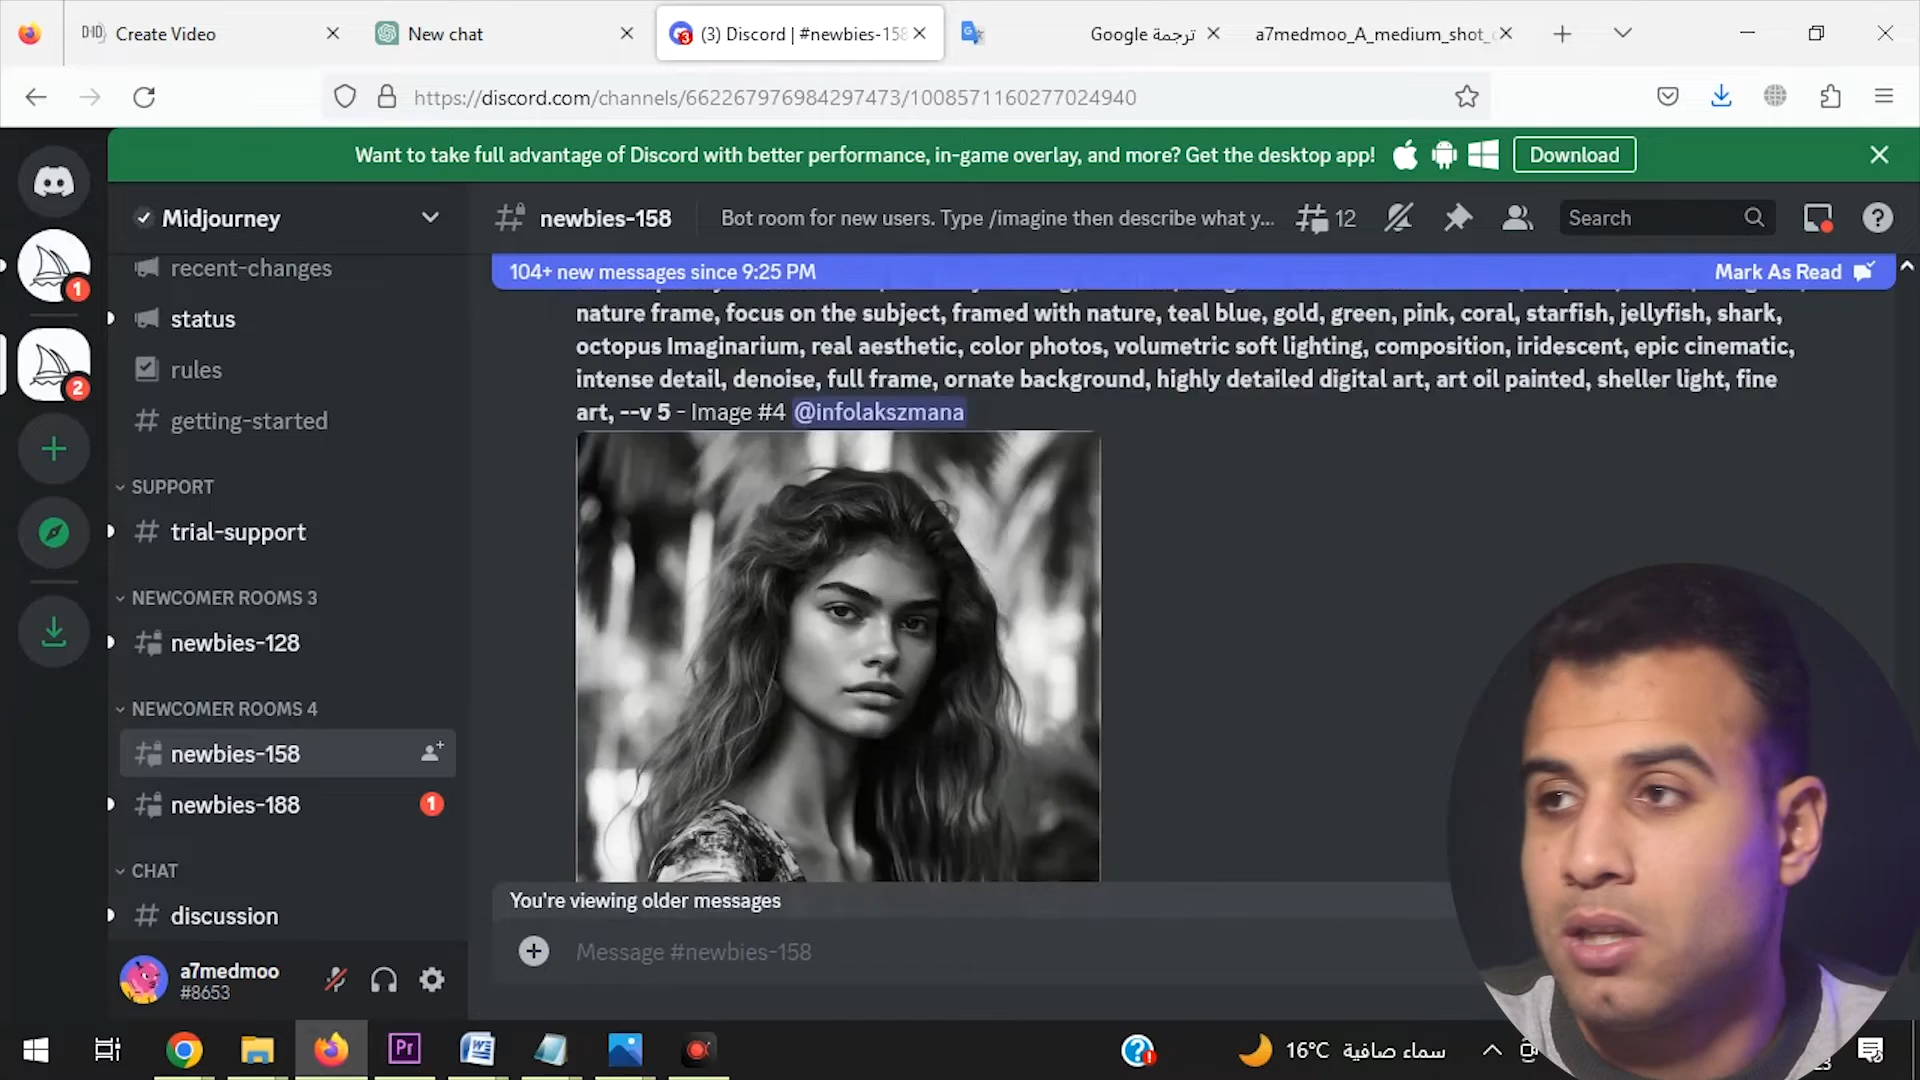 Create Video
New chat
(3) Discord | #newbies-158
ترجمة Google
a7medmoo_A_medium_shot_
https://discord.com/channels/662267976984297473/1008571160277024940
Want to take full advantage of Discord with better performance, in-game overlay, and more? Get the desktop app!
Download
Midjourney
newbies-158
Bot room for new users. Type /imagine then describe what y...
12
Search
1
2
recent-changes
status
rules
getting-started
SUPPORT
trial-support
NEWCOMER ROOMS 3
newbies-128
NEWCOMER ROOMS 4
newbies-158
newbies-188
1
CHAT
discussion
a7medmoo
#8653
104+ new messages since 9:25 PM
Mark As Read
nature frame, focus on the subject, framed with nature, teal blue, gold, green, pink, coral, starfish, jellyfish, shark,
octopus Imaginarium, real aesthetic, color photos, volumetric soft lighting, composition, iridescent, epic cinematic,
intense detail, denoise, full frame, ornate background, highly detailed digital art, art oil painted, sheller light, fine
art, --v 5 - Image #4 @infolakszmana
You're viewing older messages
Message #newbies-158
Pr
16°C سماء صافية